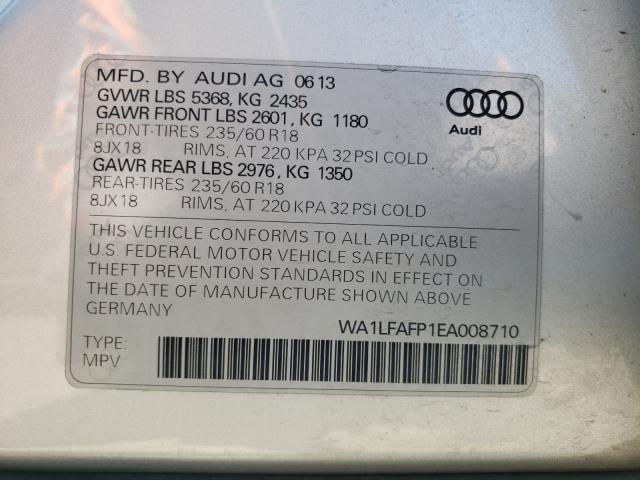 MFD. BY AUDI AG 0613
GVWR LBS 5368, KG 2435
GAWR FRONT LBS 2601, KG 1180
FRONT-TIRES 235/60 R18
8JX18 RIMS, AT 220 KPA 32 PSI COLD
GAWR REAR LBS 2976, KG 1350
REAR-TIRES 235/60 R18
8JX18 RIMS, AT 220 KPA 32 PSI COLD
Audi
THIS VEHICLE CONFORMS TO ALL APPLICABLE
U.S. FEDERAL MOTOR VEHICLE SAFETY AND
THEFT PREVENTION STANDARDS IN EFFECT ON
THE DATE OF MANUFACTURE SHOWN ABOVE
GERMANY
WA1LFAFP1EA008710
TYPE:
MPV